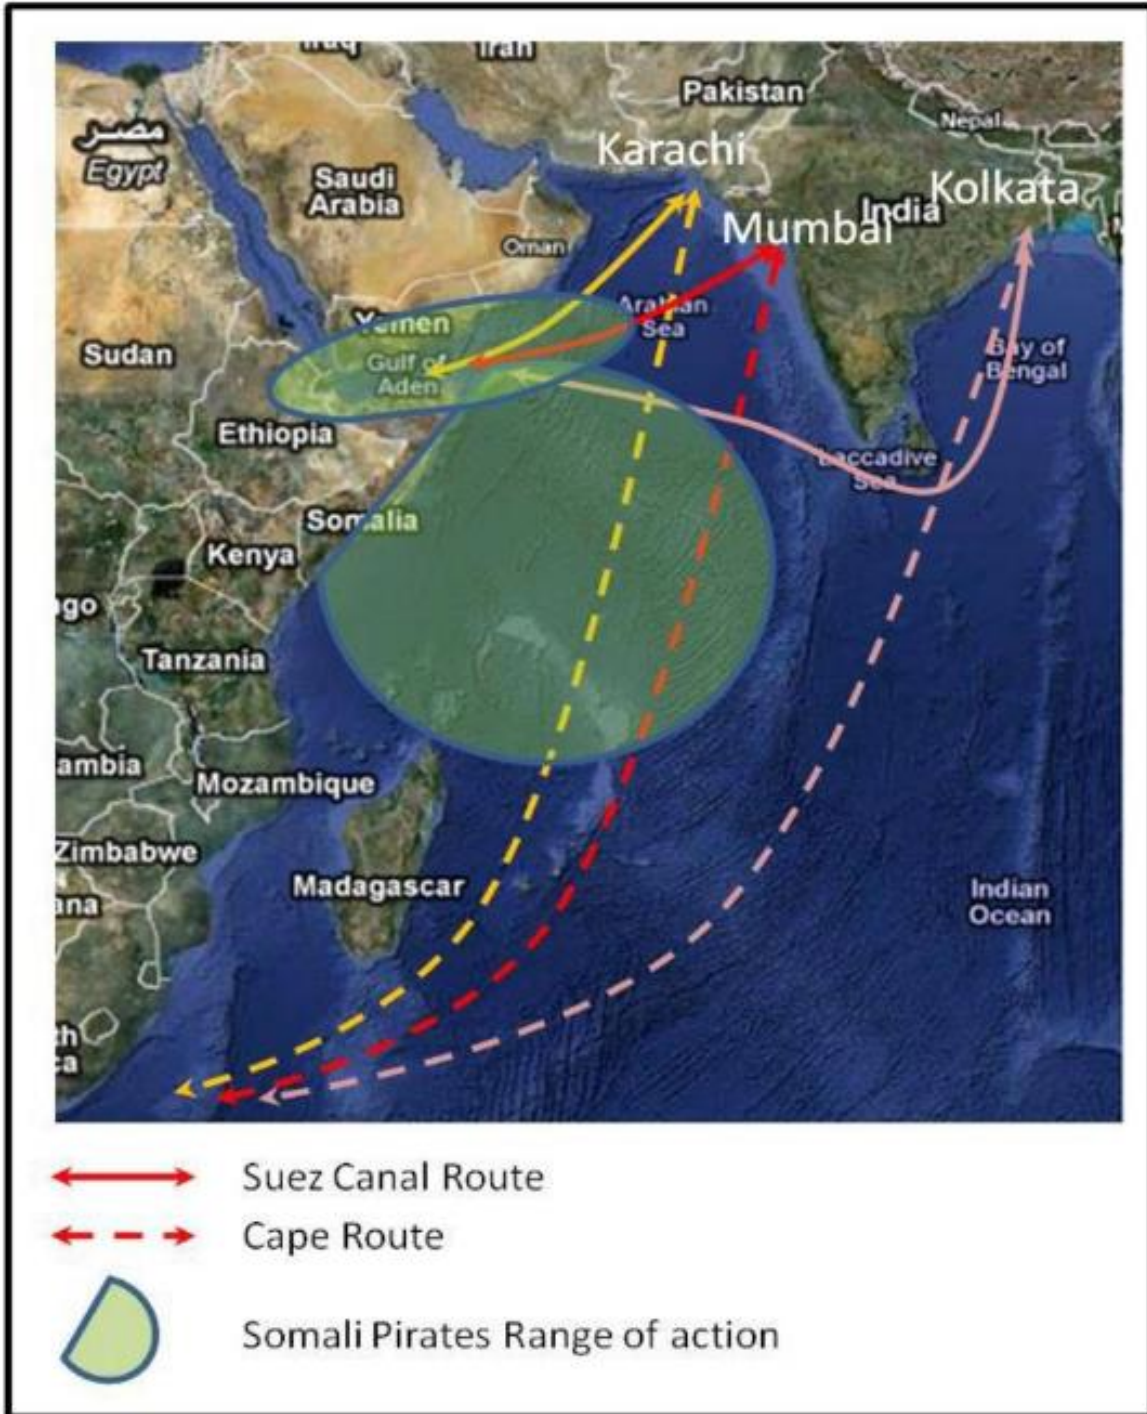 Iran
Pakistan
Nepal
Karachi
مصر
Egypt
Saudi
Arabia
Kolkata
India
Mumbai
Oman
Arabian
Sea
Yemen
Sudan
Gulf of
Aden
Bay of
Bengal
Ethiopia
Laccadive
Sea
Somalia
Kenya
Tanzania
Mozambique
Zimbabwe
Madagascar
Indian
Ocean
Suez Canal Route
Cape Route
Somali Pirates Range of action